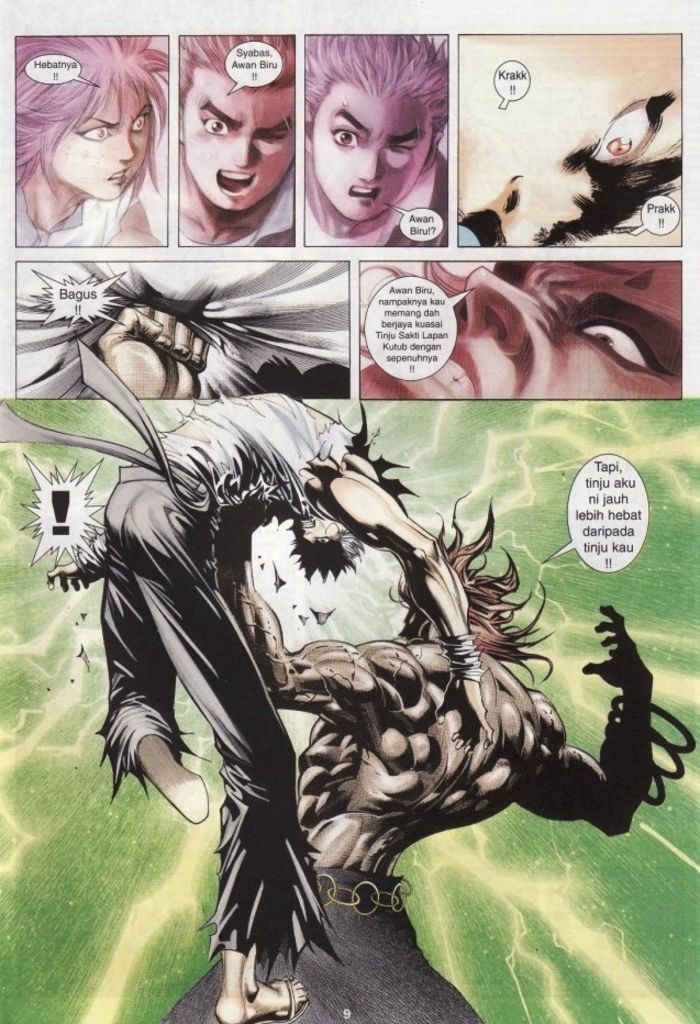 Hebatnya
!!
Syabas,
Awan Biru
!!
Awan
Biru!?
Krakk
!!
Prakk
!!
Bagus
!!
Awan Biru,
nampaknya kau
memang dah
berjaya kuasai
Tinju Sakti Lapan
Kutub dengan
sepenuhnya
!!
!
Tapi,
tinju aku
ni jauh
lebih hebat
daripada
tinju kau
!!
9